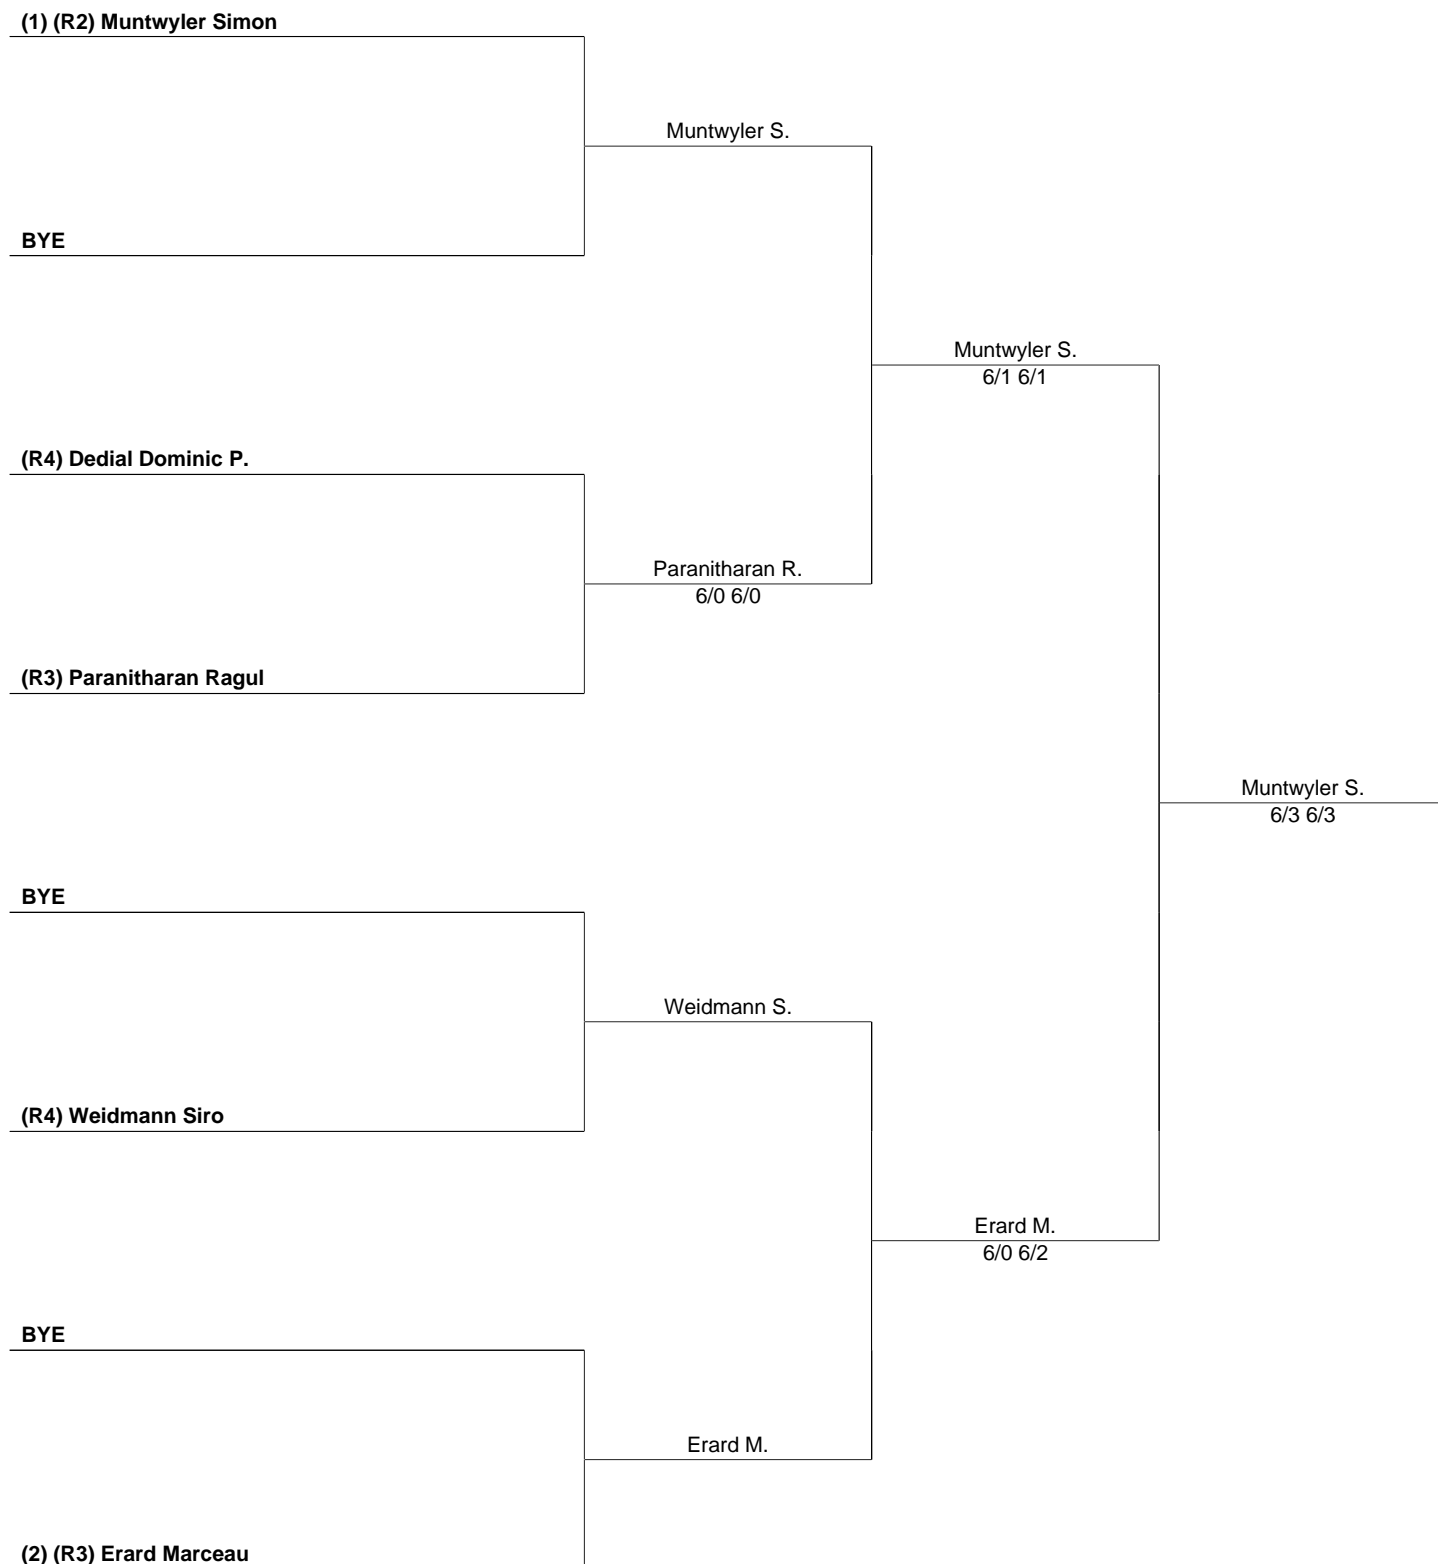 (1) (R2) Muntwyler Simon
Muntwyler S.
BYE
Muntwyler S.
6/1 6/1
(R4) Dedial Dominic P.
Paranitharan R.
6/0 6/0
(R3) Paranitharan Ragul
Muntwyler S.
6/3 6/3
BYE
Weidmann S.
(R4) Weidmann Siro
Erard M.
6/0 6/2
BYE
Erard M.
(2) (R3) Erard Marceau